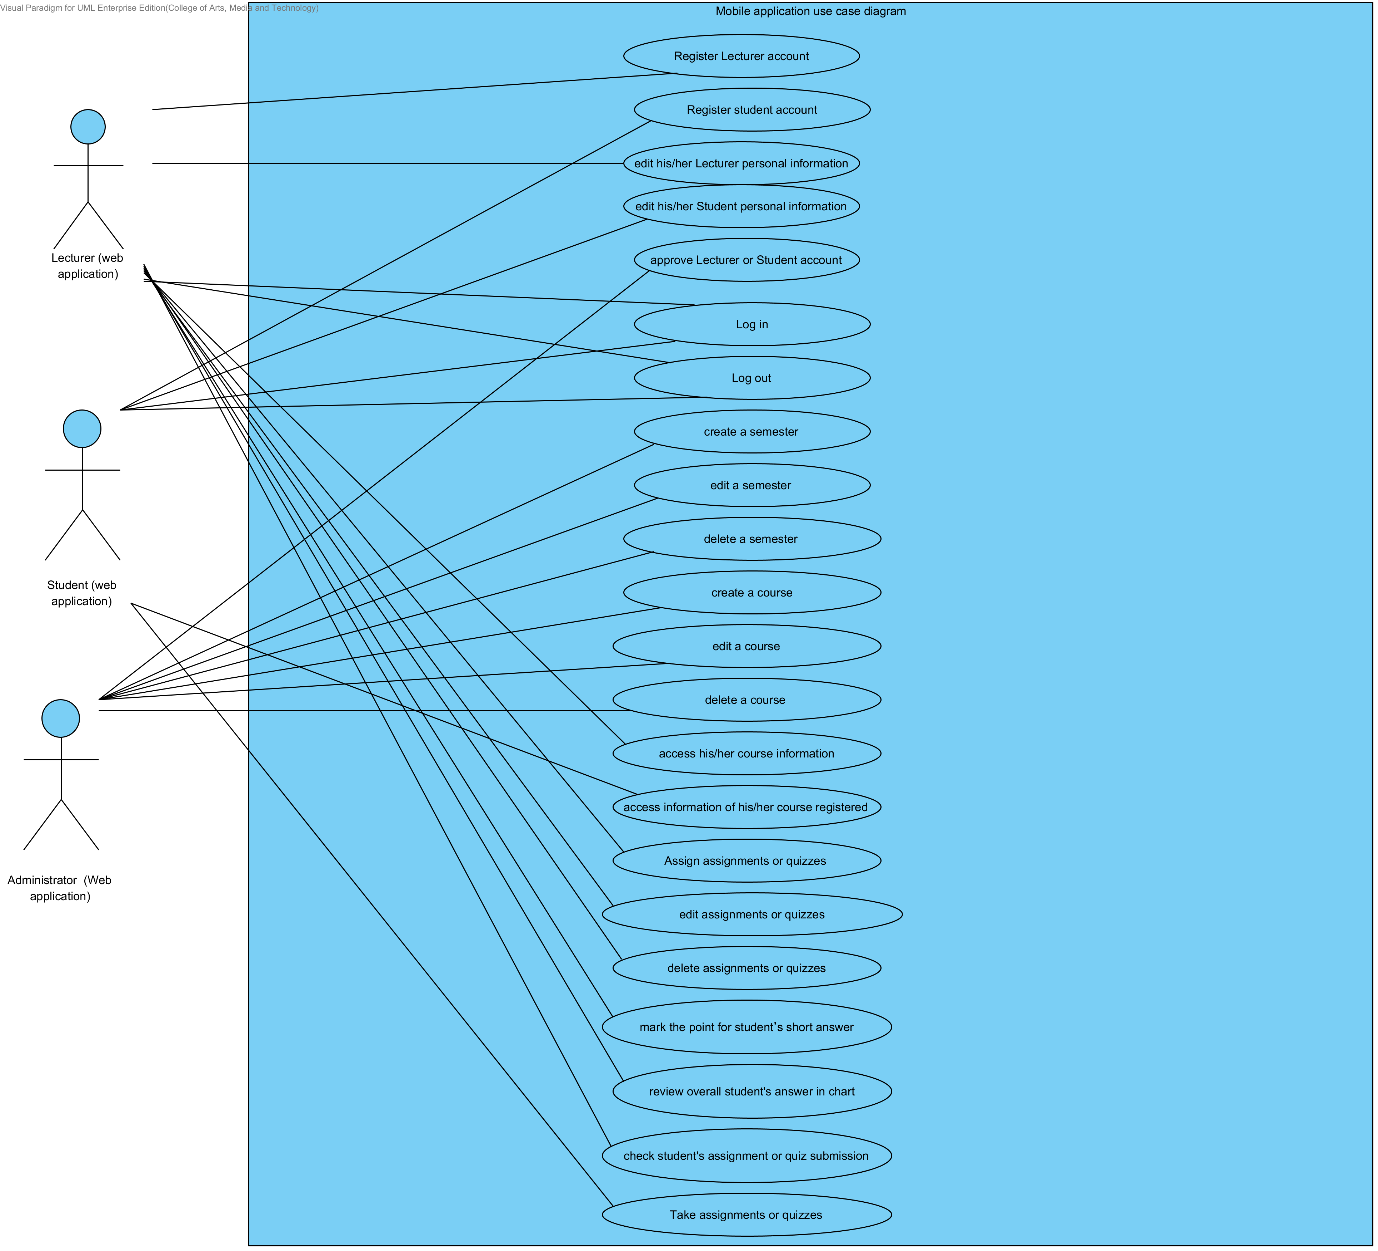 Visual Paradigm for UML Enterprise Edition(College of Arts, Media and Technology)
Mobile application use case diagram
Register Lecturer account
Register student account
edit his/her Lecturer personal information
edit his/her Student personal information
approve Lecturer or Student account
Log in
Log out
create a semester
edit a semester
delete a semester
create a course
edit a course
delete a course
access his/her course information
access information of his/her course registered
Assign assignments or quizzes
edit assignments or quizzes
delete assignments or quizzes
mark the point for student’s short answer
review overall student's answer in chart
check student's assignment or quiz submission
Take assignments or quizzes
Lecturer (web
application)
Student (web
application)
Administrator  (Web
application)